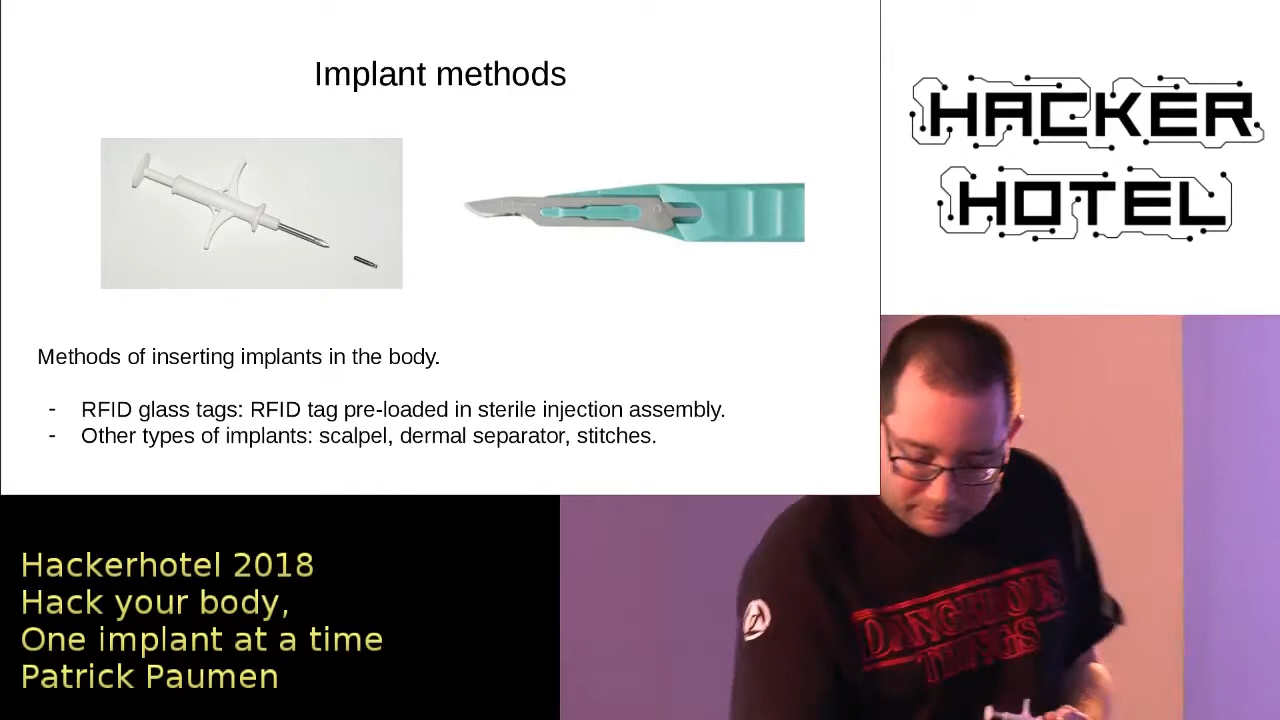 Implant methods
HACKER
HOTEL
Methods of inserting implants in the body.
- RFID glass tags: RFID tag pre-loaded in sterile injection assembly.
- Other types of implants: scalpel, dermal separator, stitches.
Hackerhotel 2018
Hack your body,
One implant at a time
Patrick Paumen
DANGEROUS
THINGS